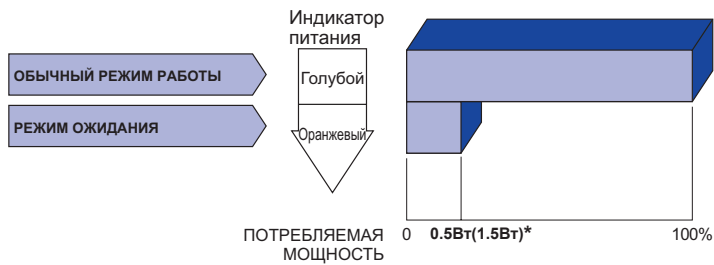 Индикатор
питания
ОБЫЧНЫЙ РЕЖИМ РАБОТЫ
Голубой
РЕЖИМ ОЖИДАНИЯ
Оранжевый
ПОТРЕБЛЯЕМАЯ
МОЩНОСТЬ
0 0.5Вт(1.5Вт)* 100%